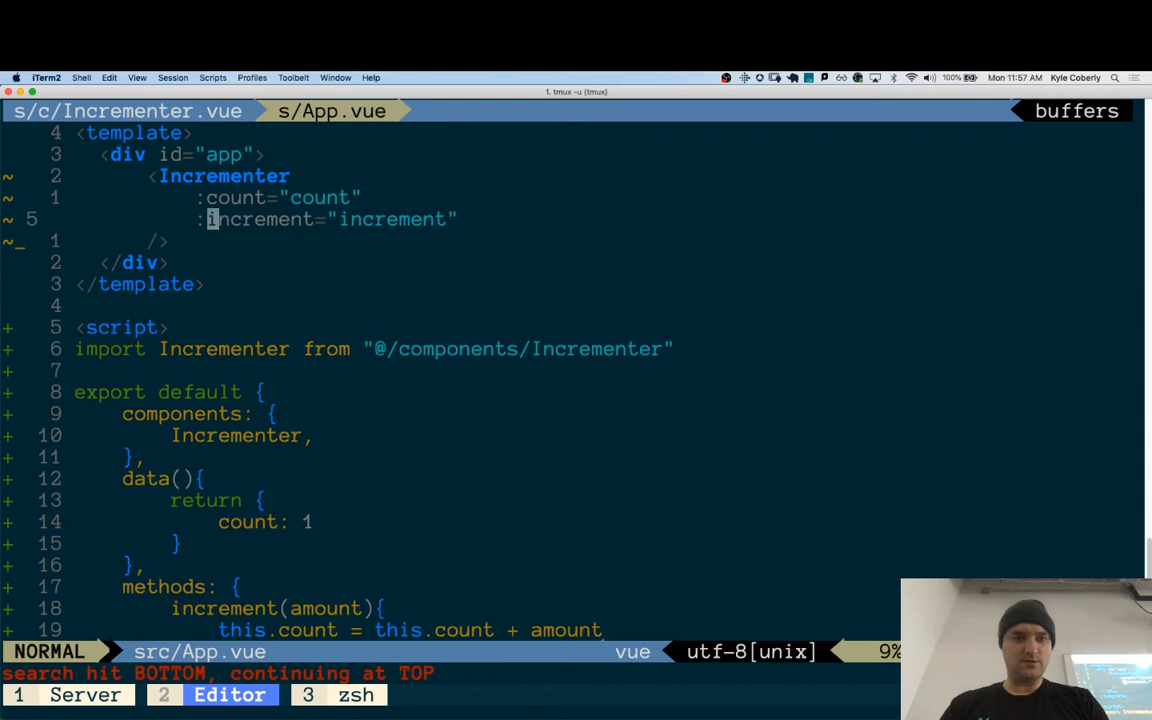 iTerm2 Shell Edit View Session Scripts Profiles Toolbelt Window Help 100% Mon 11:57 AM Kyle Coberly
1. tmux -u (tmux)
s/c/Incrementer.vue s/App.vue buffers
4 <template>
3 <div id="app">
~ 2 <Incrementer
~ 1 :count="count"
~ 5 :increment="increment"
~_ 1 />
2 </div>
3 </template>
4
+ 5 <script>
+ 6 import Incrementer from "@/components/Incrementer"
+ 7
+ 8 export default {
+ 9 components: {
+ 10 Incrementer,
+ 11 },
+ 12 data(){
+ 13 return {
+ 14 count: 1
+ 15 }
+ 16 },
+ 17 methods: {
+ 18 increment(amount){
+ 19 this.count = this.count + amount
NORMAL src/App.vue vue utf-8[unix] 9%
search hit BOTTOM, continuing at TOP
1 Server 2 Editor 3 zsh